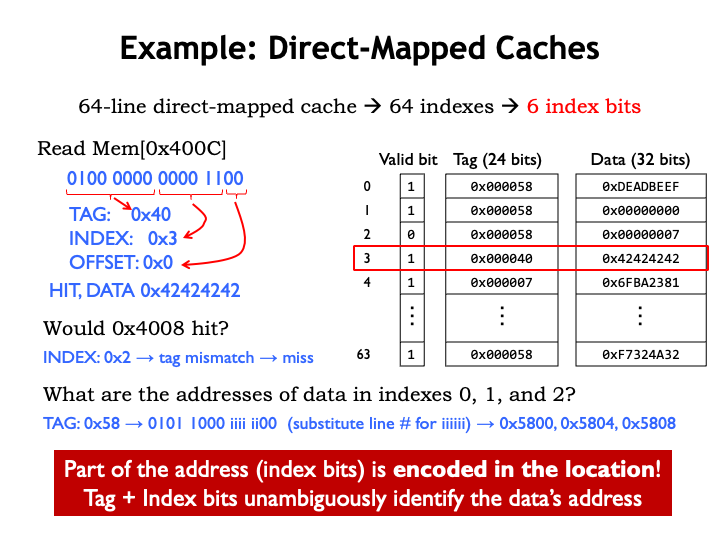 Example: Direct-Mapped Caches
64-line direct-mapped cache → 64 indexes → 6 index bits
Read Mem[0x400C]
0100 0000 0000 1100
TAG: 0x40
INDEX: 0x3
OFFSET: 0x0
HIT, DATA 0x42424242
Would 0x4008 hit?
INDEX: 0x2 → tag mismatch → miss
Valid bit Tag (24 bits) Data (32 bits)
0 1 0x000058 0xDEADBEEF
1 1 0x000058 0x00000000
2 0 0x000058 0x00000007
3 1 0x000040 0x42424242
4 1 0x000007 0x6FBA2381
⋮ ⋮ ⋮
63 1 0x000058 0xF7324A32
What are the addresses of data in indexes 0, 1, and 2?
TAG: 0x58 → 0101 1000 iiii ii00 (substitute line # for iiiiii) → 0x5800, 0x5804, 0x5808
Part of the address (index bits) is encoded in the location!
Tag + Index bits unambiguously identify the data's address